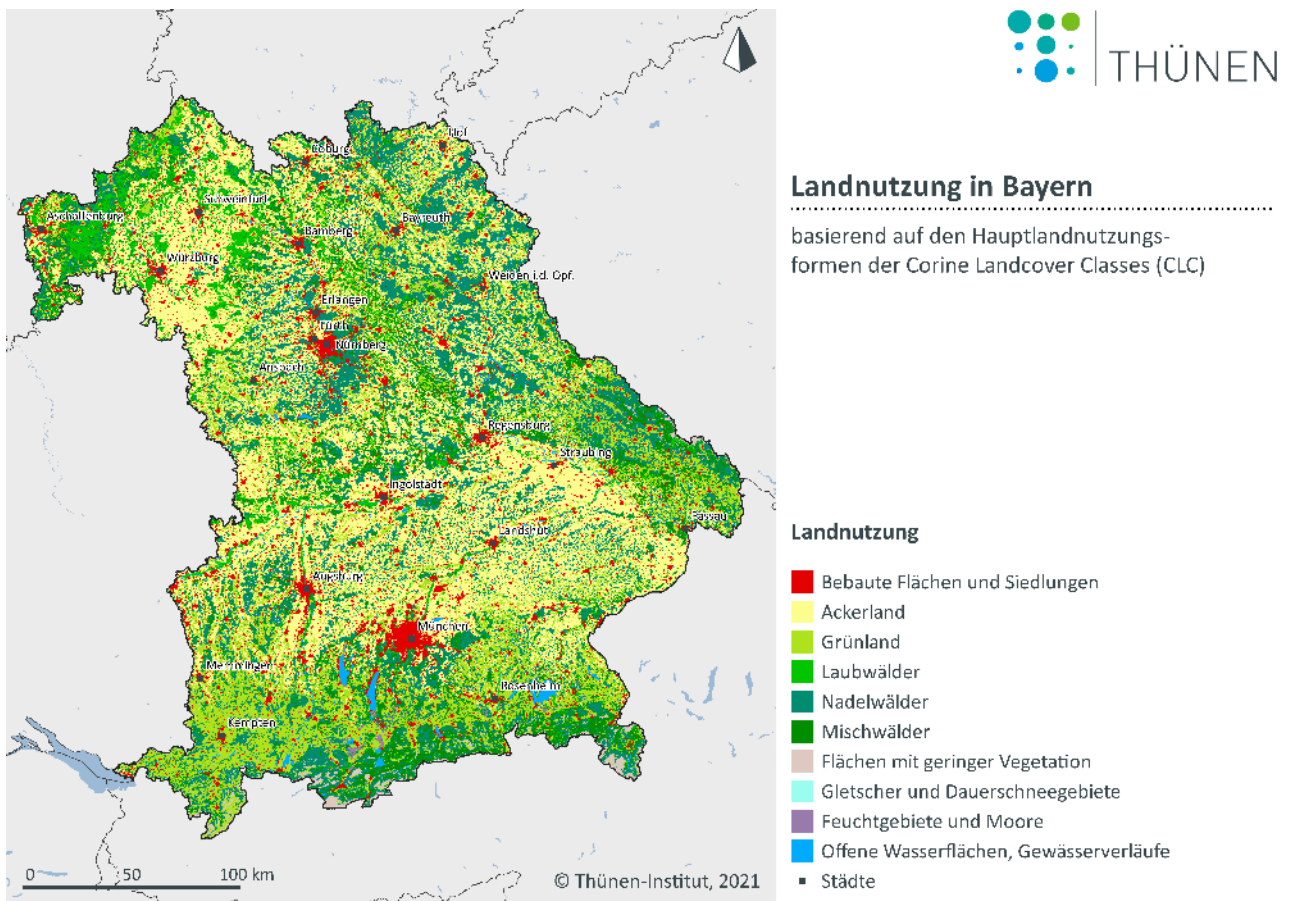 THÜNEN
Landnutzung in Bayern
basierend auf den Hauptlandnutzungs-
formen der Corine Landcover Classes (CLC)
Hof
Coburg
Schweinfurt
Aschaffenburg
Bayreuth
Bamberg
Würzburg
Weiden i.d. Opf.
Erlangen
Fürth
Nürnberg
Ansbach
Regensburg
Straubing
Ingolstadt
Passau
Landshut
Augsburg
München
Memmingen
Rosenheim
Kempten
0 50 100 km
© Thünen-Institut, 2021
Landnutzung
Bebaute Flächen und Siedlungen
Ackerland
Grünland
Laubwälder
Nadelwälder
Mischwälder
Flächen mit geringer Vegetation
Gletscher und Dauerschneegebiete
Feuchtgebiete und Moore
Offene Wasserflächen, Gewässerverläufe
Städte